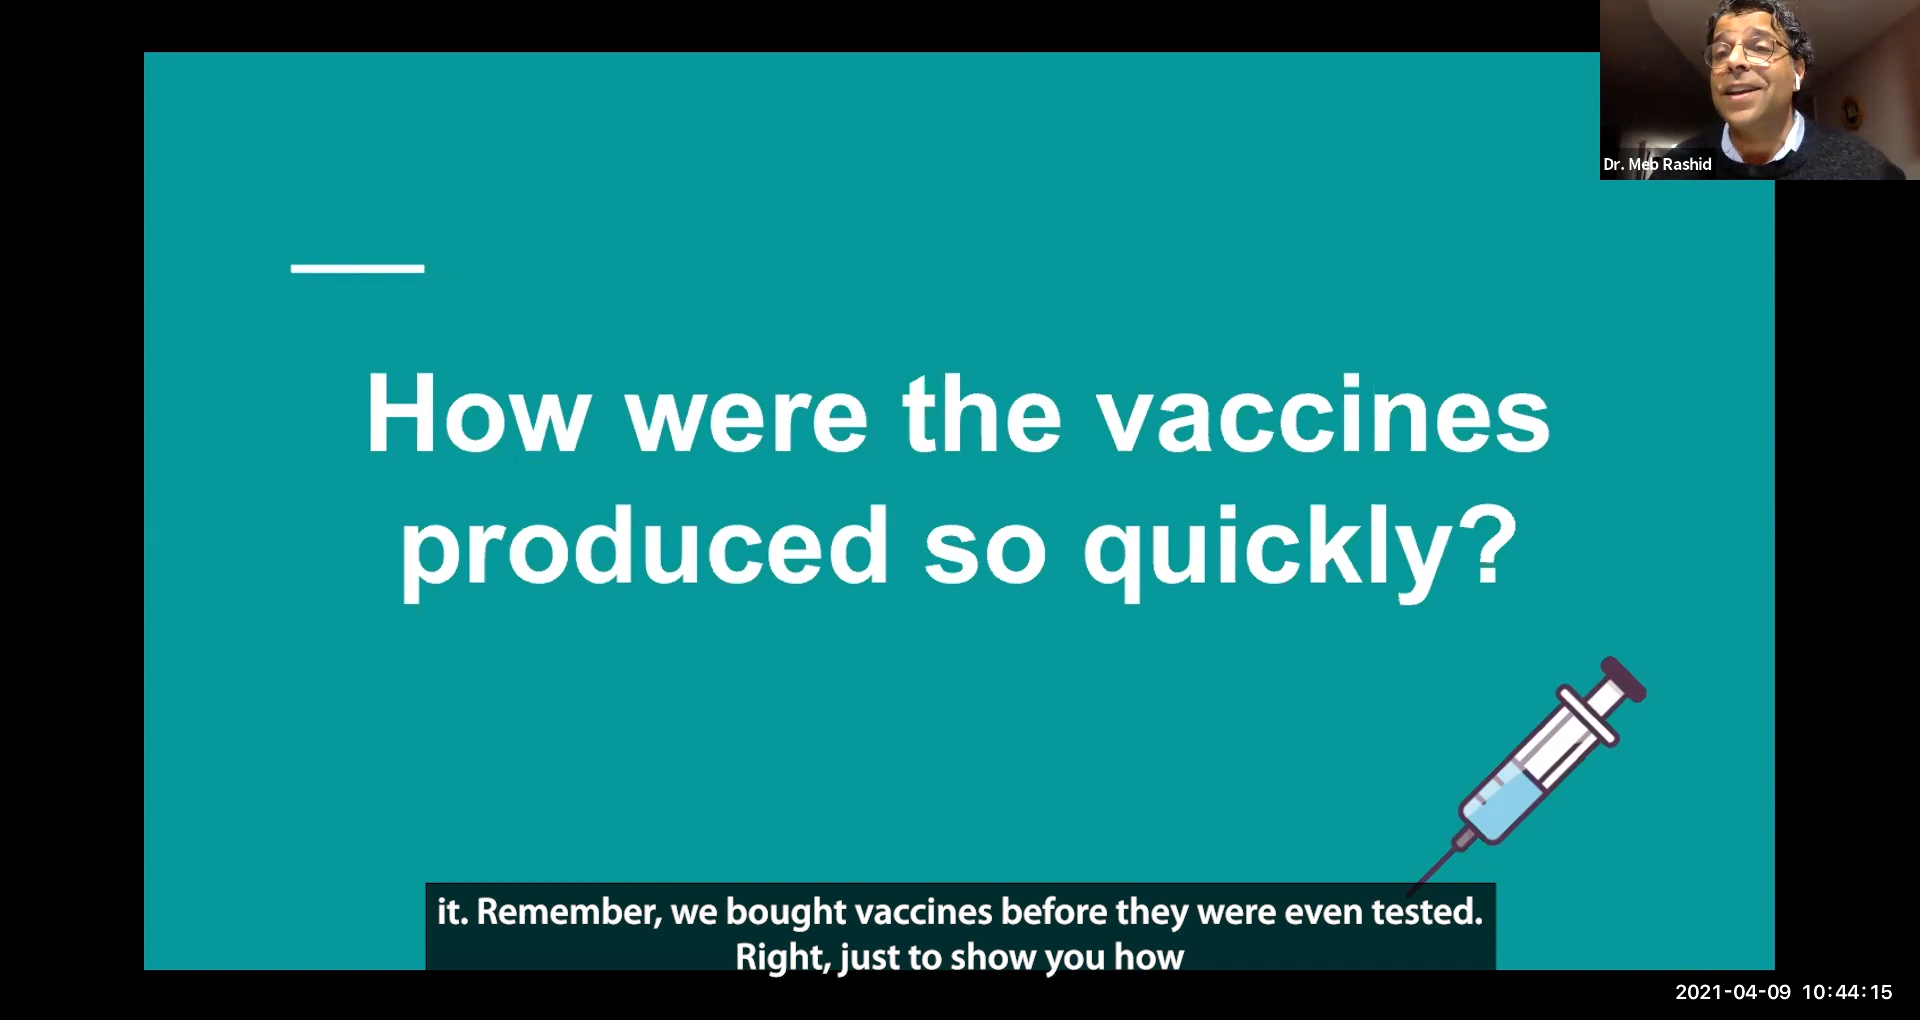 Dr. Meb Rashid
How were the vaccines
produced so quickly?
it. Remember, we bought vaccines before they were even tested.
Right, just to show you how
2021-04-09 10:44:15